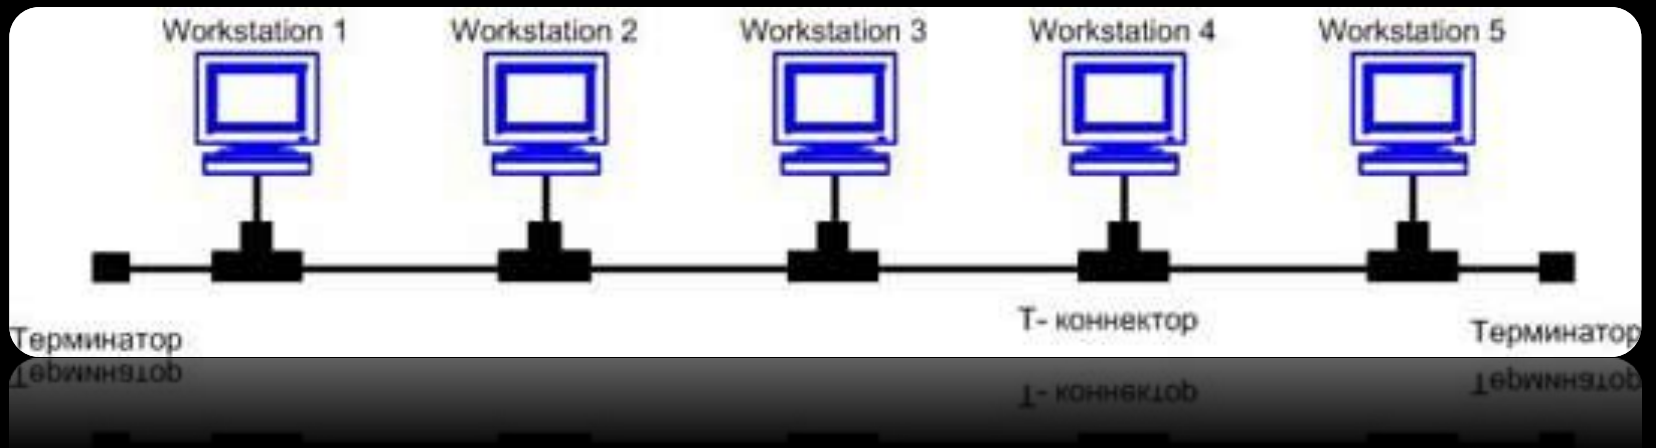 Workstation 1
Workstation 2
Workstation 3
Workstation 4
Workstation 5
Т- коннектор
Терминатор
Терминатор